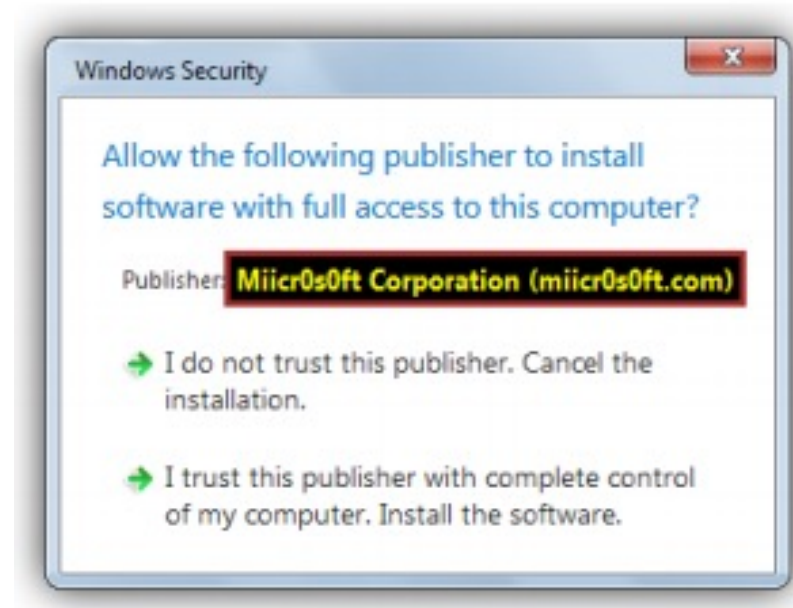 Windows Security
Allow the following publisher to install
software with full access to this computer?
Publisher: Miicr0s0ft Corporation (miicr0s0ft.com)
I do not trust this publisher. Cancel the
installation.
I trust this publisher with complete control
of my computer. Install the software.